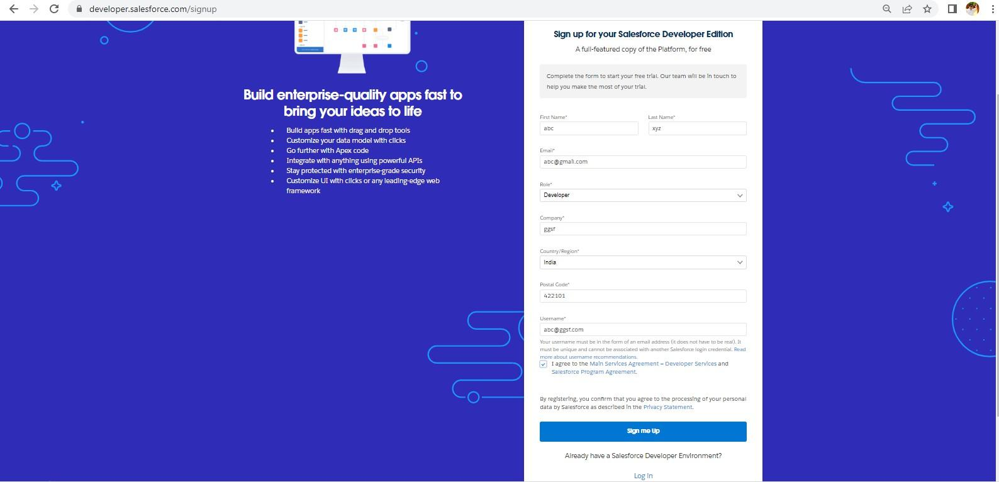 developer.salesforce.com/signup
Build enterprise-quality apps fast to
bring your ideas to life
• Build apps fast with drag and drop tools
• Customize your data model with clicks
• Go further with Apex code
• Integrate with anything using powerful APIs
• Stay protected with enterprise-grade security
• Customize UI with clicks or any leading-edge web
framework
Sign up for your Salesforce Developer Edition
A full-featured copy of the Platform, for free
Complete the form to start your free trial. Our team will be in touch to
help you make the most of your trial.
First Name* Last Name*
abc xyz
Email*
abc@gmail.com
Role*
Developer
Company*
ggsf
Country/Region*
India
Postal Code*
422101
Username*
abc@ggsf.com
Your username must be in the form of an email address (it does not have to be real). It
must be unique and cannot be associated with another Salesforce login credential. Read
more about username recommendations.
I agree to the Main Services Agreement – Developer Services and
Salesforce Program Agreement.
By registering, you confirm that you agree to the processing of your personal
data by Salesforce as described in the Privacy Statement.
Sign me Up
Already have a Salesforce Developer Environment?
Log In